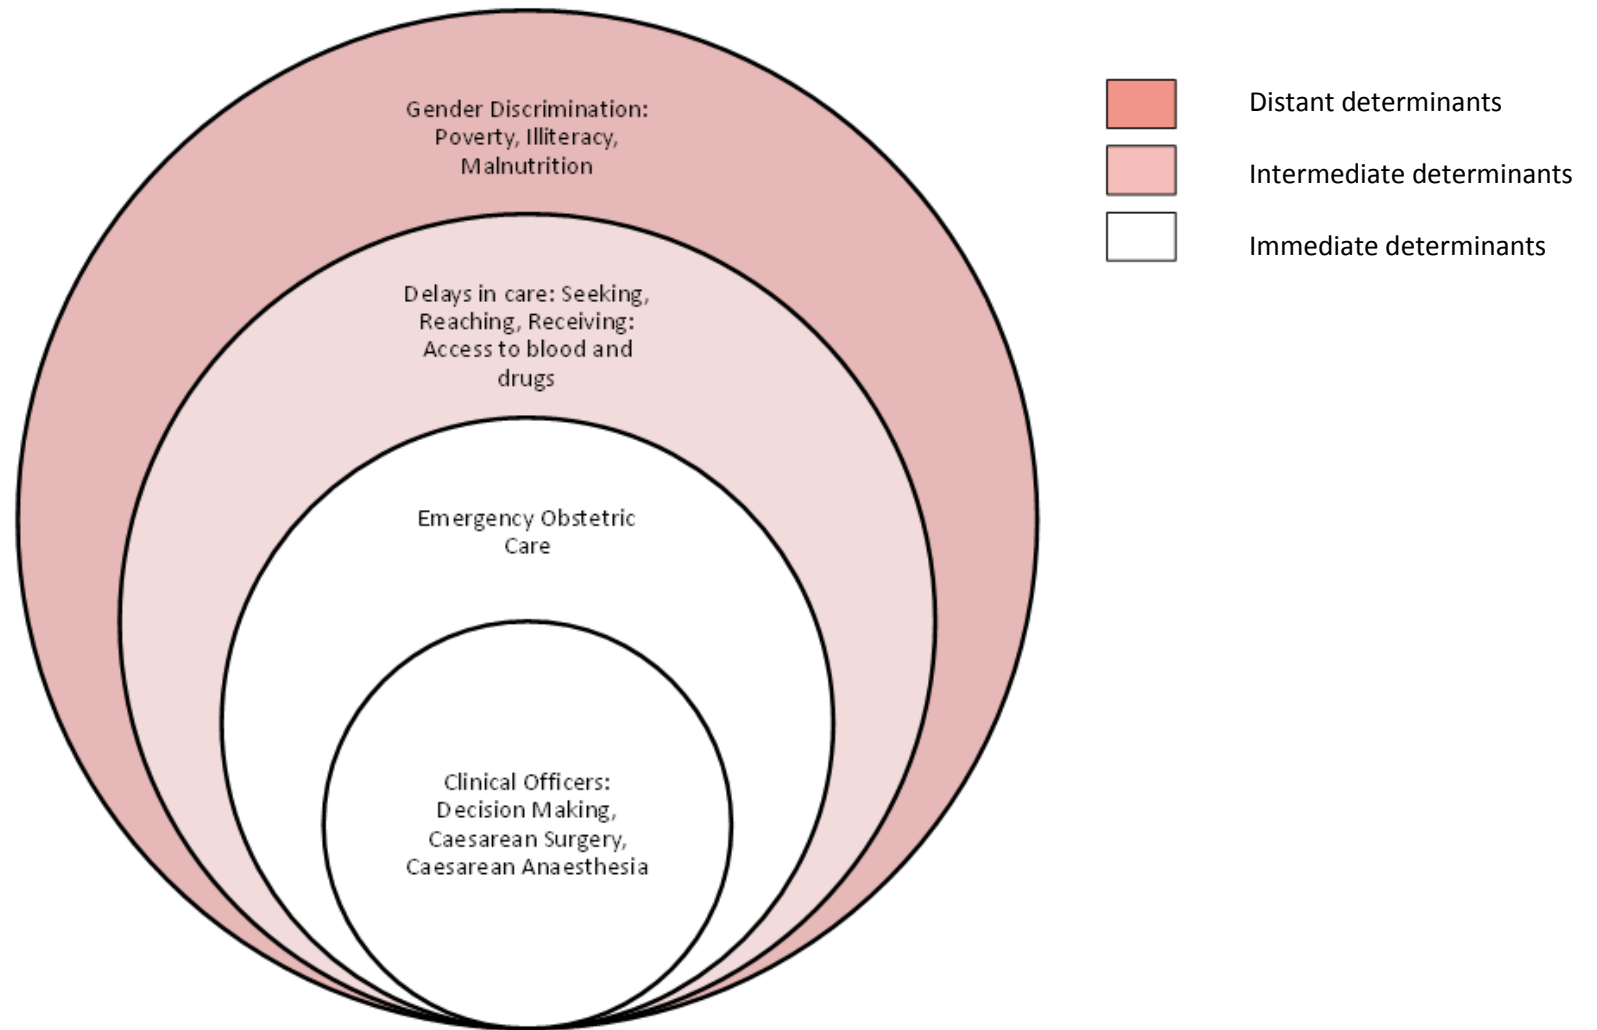 Gender Discrimination:
Poverty, Illiteracy,
Malnutrition
Delays in care: Seeking,
Reaching, Receiving:
Access to blood and
drugs
Emergency Obstetric
Care
Clinical Officers:
Decision Making,
Caesarean Surgery,
Caesarean Anaesthesia
Distant determinants
Intermediate determinants
Immediate determinants